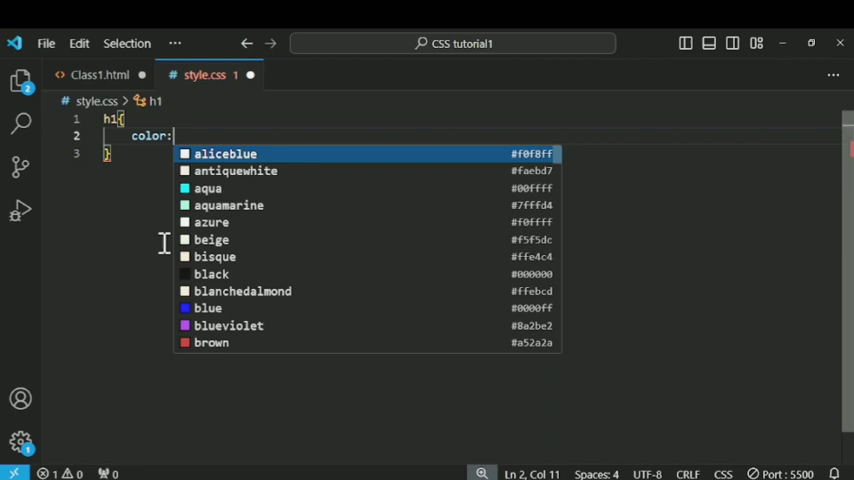 File Edit Selection ··· CSS tutorial1
<> Class1.html ● # style.css 1 ● ···
# style.css > h1
1 h1{
2 color:
3 }
aliceblue #f0f8ff
antiquewhite #faebd7
aqua #00ffff
aquamarine #7fffd4
azure #f0ffff
beige #f5f5dc
bisque #ffe4c4
black #000000
blanchedalmond #ffebcd
blue #0000ff
blueviolet #8a2be2
brown #a52a2a
2
1
1 0 0 Ln 2, Col 11 Spaces: 4 UTF-8 CRLF CSS Port : 5500